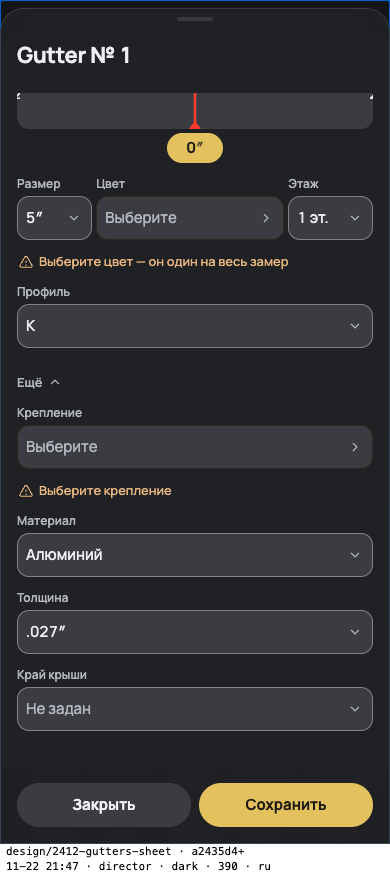 Gutter № 1
0″
Размер Цвет Этаж
5″ Выберите 1 эт.
Выберите цвет — он один на весь замер
Профиль
K
Ещё
Крепление
Выберите
Выберите крепление
Материал
Алюминий
Толщина
.027″
Край крыши
Не задан
Закрыть Сохранить
design/2412-gutters-sheet · a2435d4+
11-22 21:47 · director · dark · 390 · ru